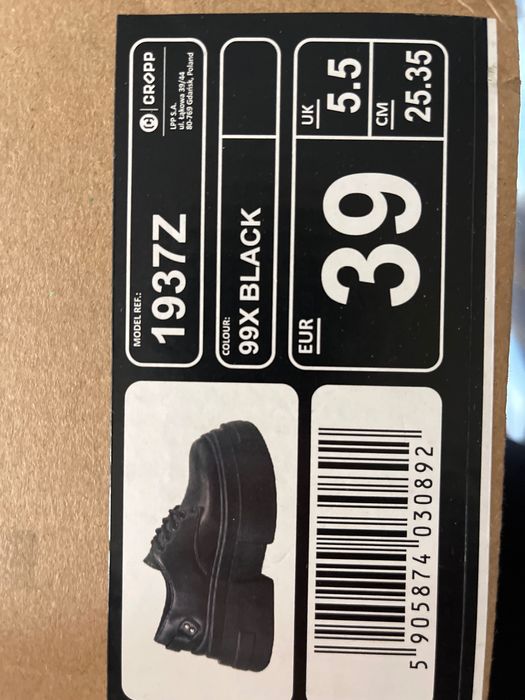 CROPP
LPP S.A.
ul. Łąkowa 39/44
80-769 Gdańsk, Poland
MODEL REF.:
1937Z
COLOUR:
99X BLACK
UK
5.5
CM
25.35
EUR
39
5 905874 030892